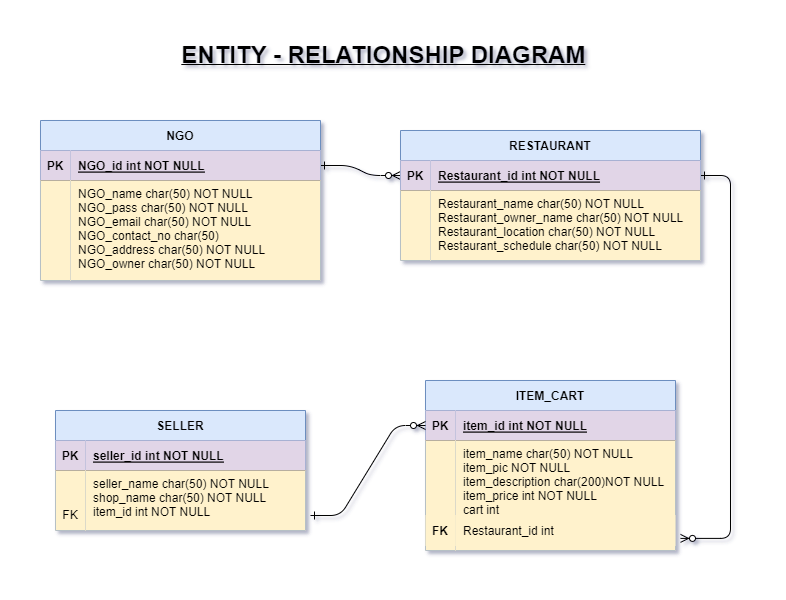 ENTITY - RELATIONSHIP DIAGRAM
NGO
PK NGO_id int NOT NULL
NGO_name char(50) NOT NULL
NGO_pass char(50) NOT NULL
NGO_email char(50) NOT NULL
NGO_contact_no char(50)
NGO_address char(50) NOT NULL
NGO_owner char(50) NOT NULL
RESTAURANT
PK Restaurant_id int NOT NULL
Restaurant_name char(50) NOT NULL
Restaurant_owner_name char(50) NOT NULL
Restaurant_location char(50) NOT NULL
Restaurant_schedule char(50) NOT NULL
SELLER
PK seller_id int NOT NULL
seller_name char(50) NOT NULL
shop_name char(50) NOT NULL
FK item_id int NOT NULL
ITEM_CART
PK item_id int NOT NULL
item_name char(50) NOT NULL
item_pic NOT NULL
item_description char(200)NOT NULL
item_price int NOT NULL
cart int
FK Restaurant_id int